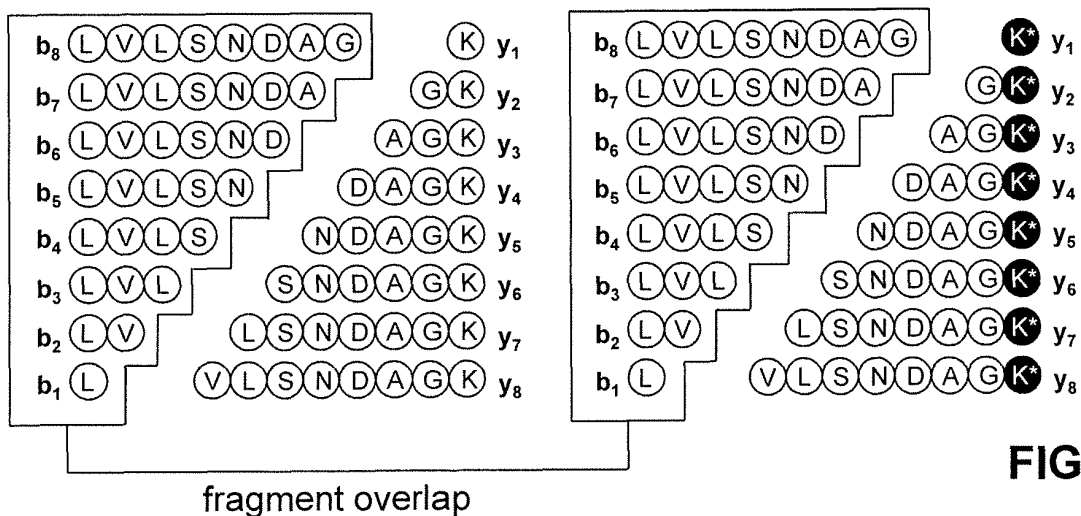 b8 L V L S N D A G K y1 b8 L V L S N D A G K* y1
b7 L V L S N D A G K y2 b7 L V L S N D A G K* y2
b6 L V L S N D A G K y3 b6 L V L S N D A G K* y3
b5 L V L S N D A G K y4 b5 L V L S N D A G K* y4
b4 L V L S N D A G K y5 b4 L V L S N D A G K* y5
b3 L V L S N D A G K y6 b3 L V L S N D A G K* y6
b2 L V L S N D A G K y7 b2 L V L S N D A G K* y7
b1 L V L S N D A G K y8 b1 L V L S N D A G K* y8
fragment overlap
FIG